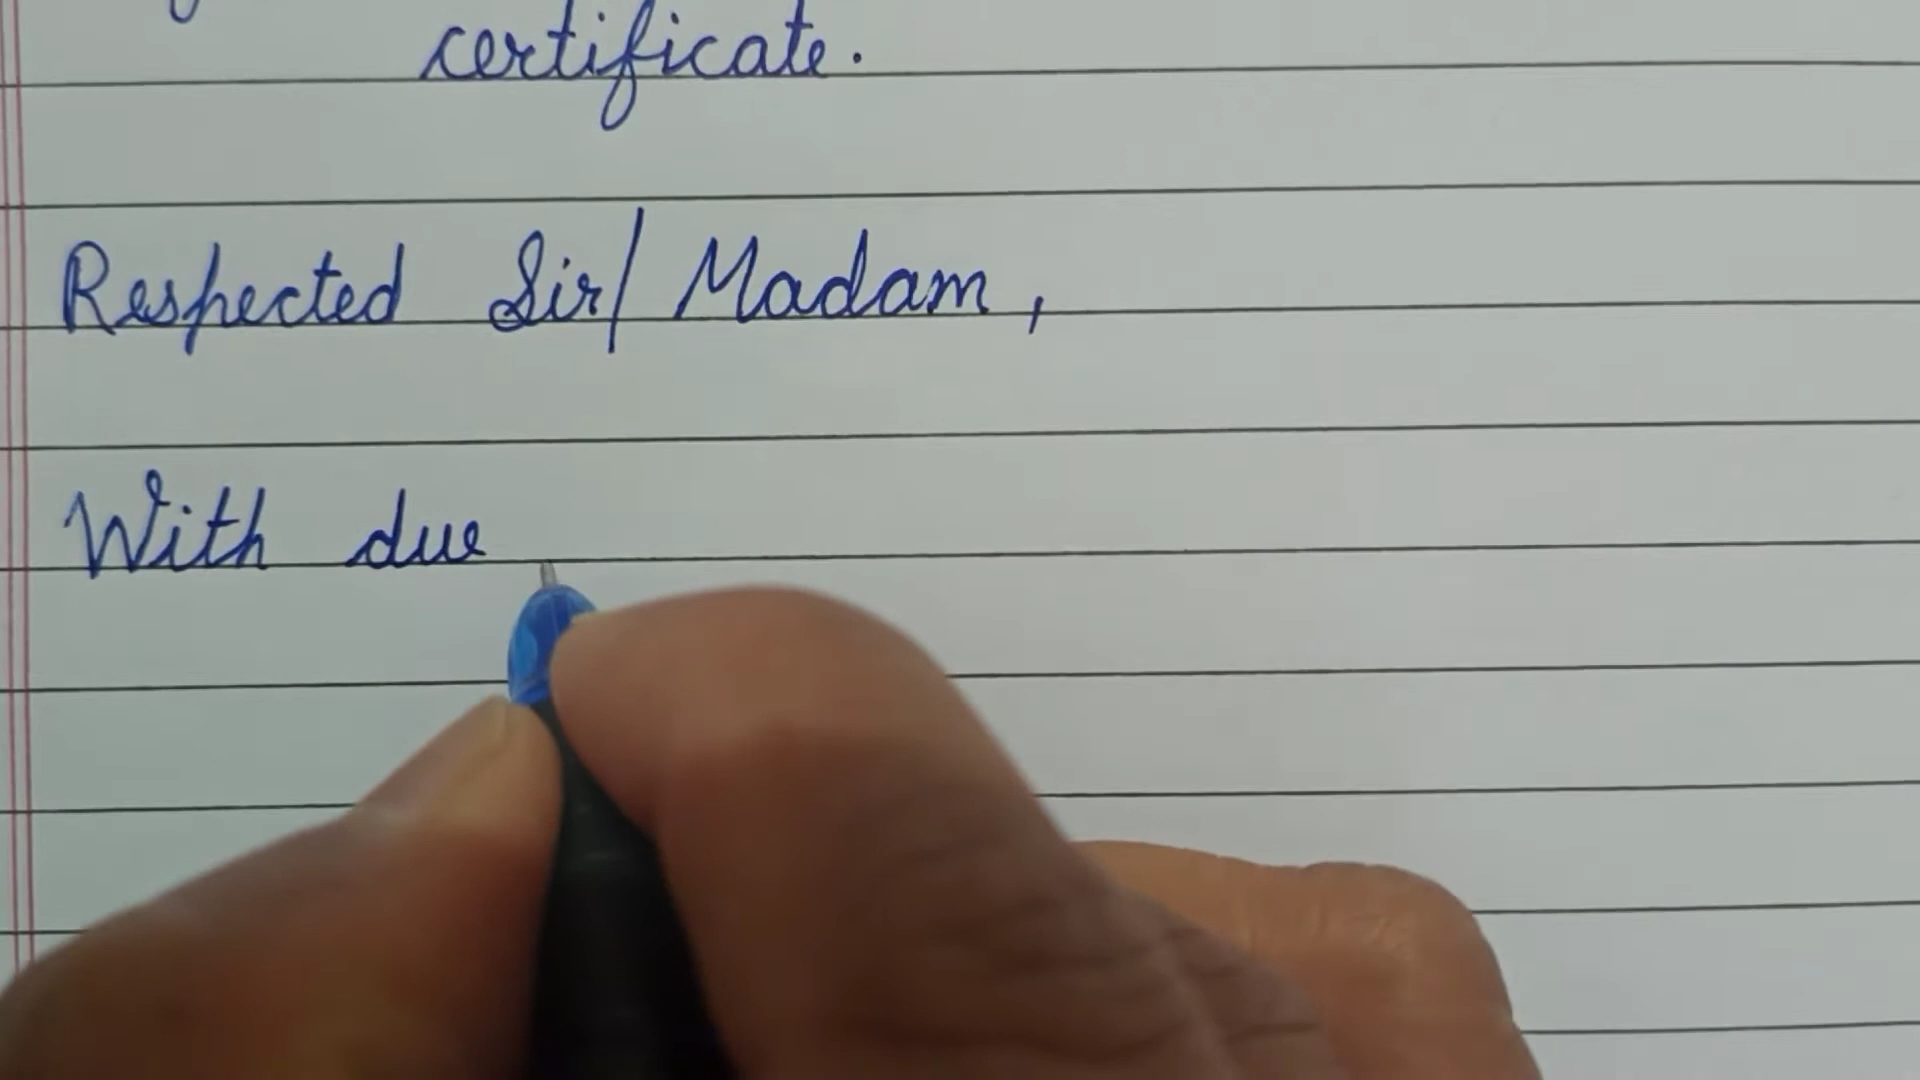 certificate.
Respected Sir/Madam,
With due